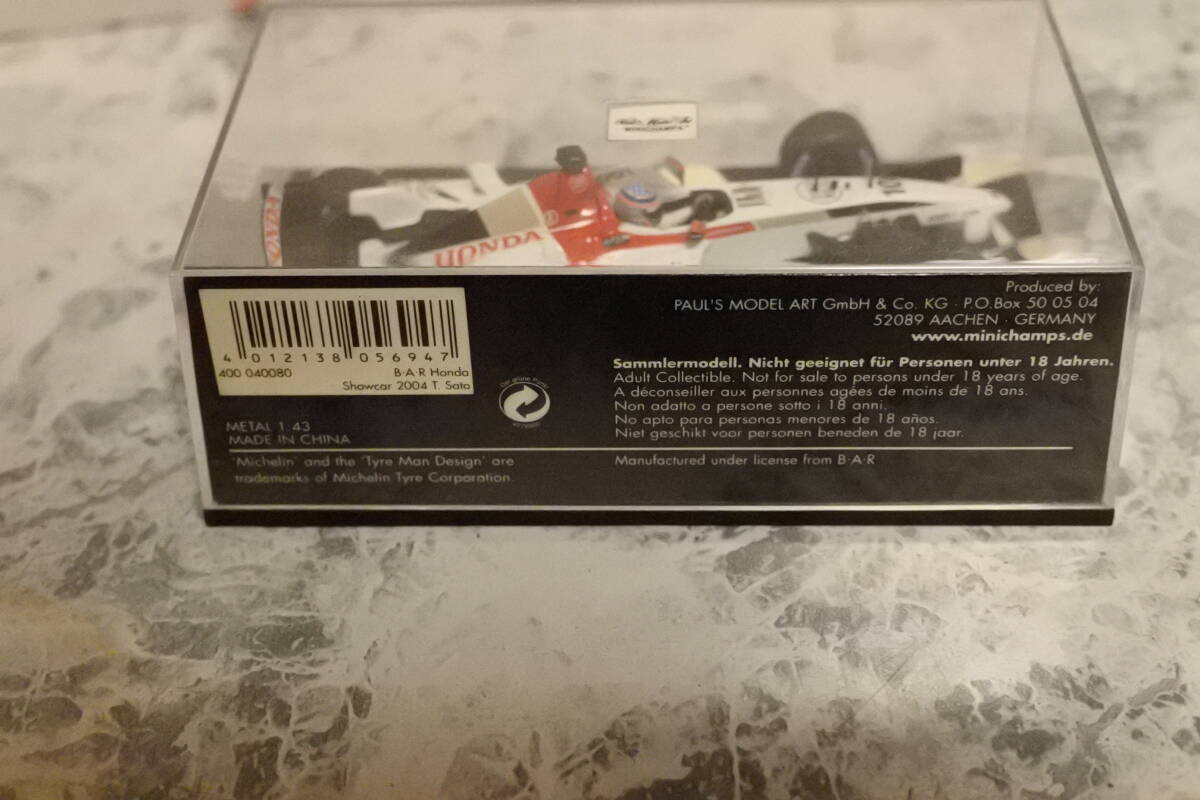 MINICHAMPS
HONDA
4 012138 056947
400 040080
B·A·R Honda
Showcar 2004 T. Sato
METAL 1:43
MADE IN CHINA
'Michelin' and the 'Tyre Man Design' are
trademarks of Michelin Tyre Corporation.
Der grüne Punkt
Produced by:
PAUL'S MODEL ART GmbH & Co. KG · P.O.Box 50 05 04
52089 AACHEN · GERMANY
www.minichamps.de
Sammlermodell. Nicht geeignet für Personen unter 18 Jahren.
Adult Collectible. Not for sale to persons under 18 years of age.
A déconseiller aux personnes agées de moins de 18 ans.
Non adatto a persone sotto i 18 anni.
No apto para personas menores de 18 años.
Niet geschikt voor personen beneden de 18 jaar.
Manufactured under license from B·A·R